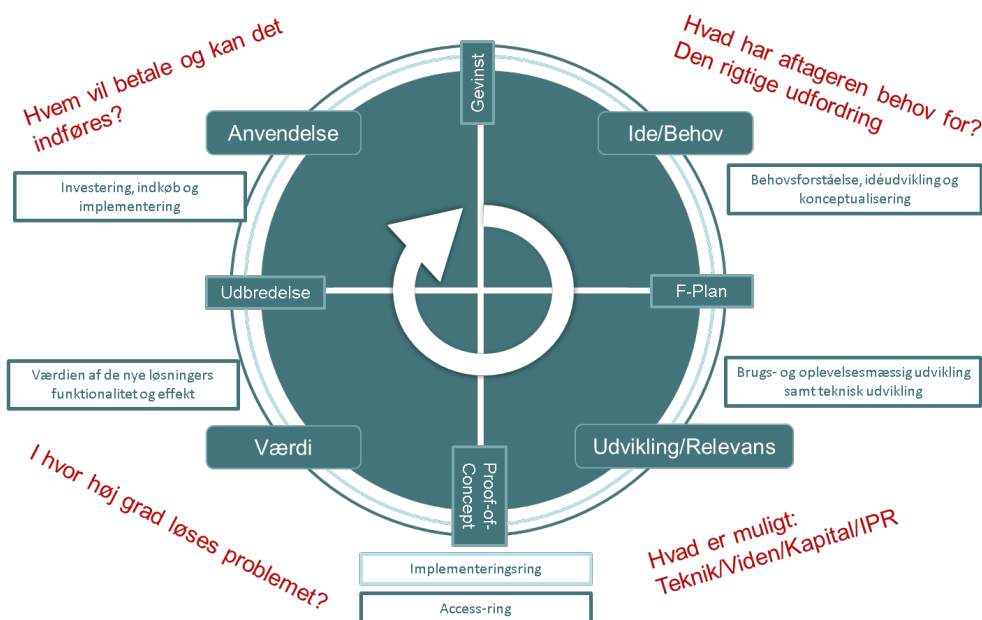 Hvem vil betale og kan det
indføres?
Hvad har aftageren behov for?
Den rigtige udfordring
Gevinst
Anvendelse
Ide/Behov
Investering, indkøb og
implementering
Behovsforståelse, idéudvikling og
konceptualisering
Udbredelse
F-Plan
Værdien af de nye løsningers
funktionalitet og effekt
Brugs- og oplevelsesmæssig udvikling
samt teknisk udvikling
Værdi
Udvikling/Relevans
Proof-of-
Concept
I hvor høj grad løses problemet?
Hvad er muligt:
Teknik/Viden/Kapital/IPR
Implementeringsring
Access-ring